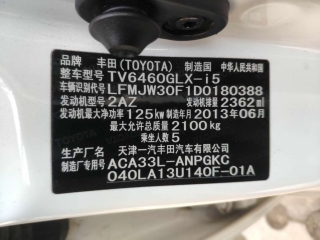 品牌 丰田(TOYOTA) 制造国 中华人民共和国
整车型号 TV6460GLX-i5
车辆识别代号 LFMJW30F1D0180388
发动机型号 2AZ 发动机排量 2362ml
发动机最大净功率 125kw 制造年月 2013年06月
最大允许总质量 2100kg
乘坐人数 5
生产厂名 天津一汽丰田汽车有限公司
制造厂车辆型号 ACA33L-ANPGKC
040LA13U140F-01A